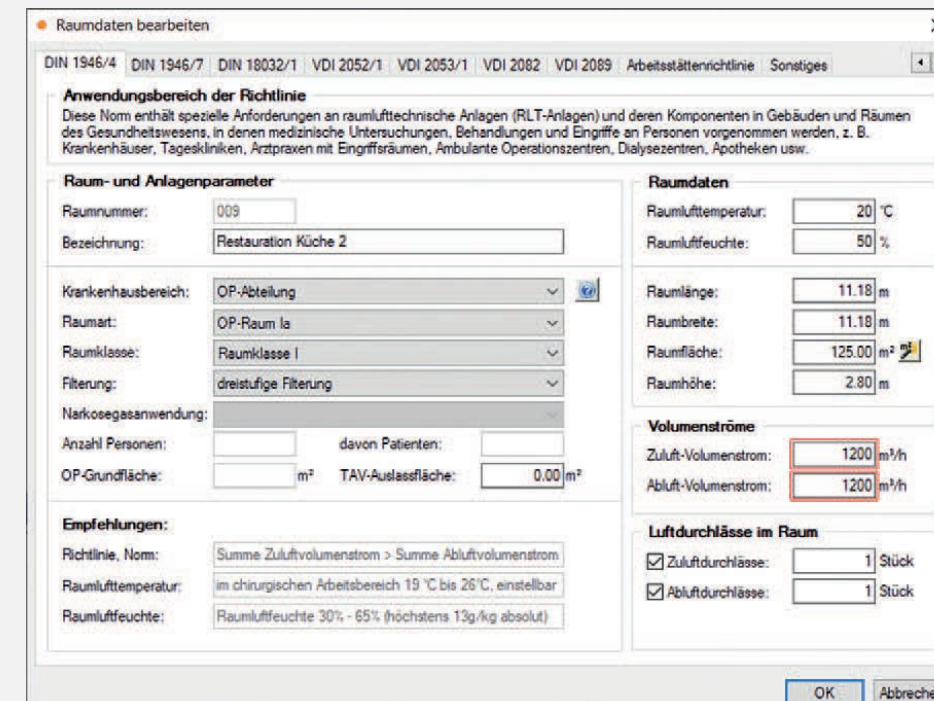 Raumdaten bearbeiten
DIN 1946/4 DIN 1946/7 DIN 18032/1 VDI 2052/1 VDI 2053/1 VDI 2082 VDI 2089 Arbeitsstättenrichtlinie Sonstiges
Anwendungsbereich der Richtlinie
Diese Norm enthält spezielle Anforderungen an raumlufttechnische Anlagen (RLT-Anlagen) und deren Komponenten in Gebäuden und Räumen
des Gesundheitswesens, in denen medizinische Untersuchungen, Behandlungen und Eingriffe an Personen vorgenommen werden, z. B.
Krankenhäuser, Tageskliniken, Arztpraxen mit Eingriffsräumen, Ambulante Operationszentren, Dialysezentren, Apotheken usw.
Raum- und Anlagenparameter
Raumnummer: 009
Bezeichnung: Restauration Küche 2
Krankenhausbereich: OP-Abteilung
Raumart: OP-Raum Ia
Raumklasse: Raumklasse I
Filterung: dreistufige Filterung
Narkosegasanwendung:
Anzahl Personen: davon Patienten:
OP-Grundfläche: m² TAV-Auslassfläche: 0.00 m²
Empfehlungen:
Richtlinie, Norm: Summe Zuluftvolumenstrom > Summe Abluftvolumenstrom
Raumlufttemperatur: im chirurgischen Arbeitsbereich 19 °C bis 26°C, einstellbar
Raumluftfeuchte: Raumluftfeuchte 30% - 65% (höchstens 13g/kg absolut)
Raumdaten
Raumlufttemperatur: 20 °C
Raumluftfeuchte: 50 %
Raumlänge: 11.18 m
Raumbreite: 11.18 m
Raumfläche: 125.00 m²
Raumhöhe: 2.80 m
Volumenströme
Zuluft-Volumenstrom: 1200 m³/h
Abluft-Volumenstrom: 1200 m³/h
Luftdurchlässe im Raum
Zuluftdurchlässe: 1 Stück
Abluftdurchlässe: 1 Stück
OK Abbreche